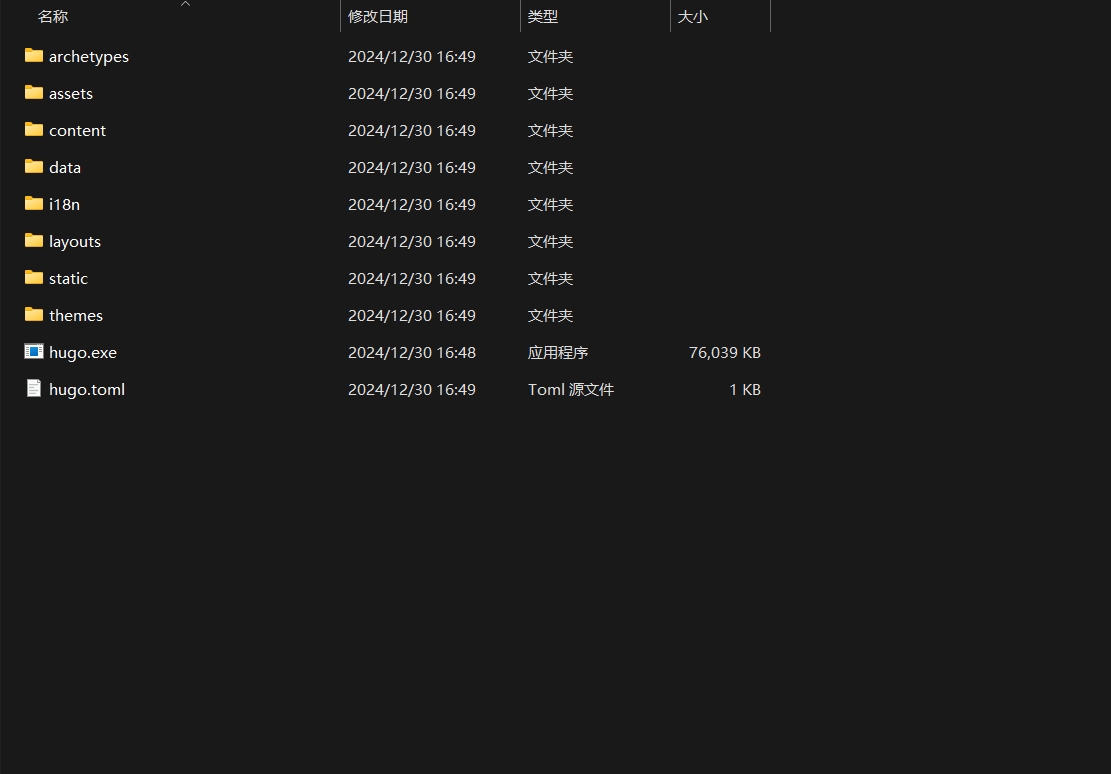 名称 修改日期 类型 大小
archetypes 2024/12/30 16:49 文件夹
assets 2024/12/30 16:49 文件夹
content 2024/12/30 16:49 文件夹
data 2024/12/30 16:49 文件夹
i18n 2024/12/30 16:49 文件夹
layouts 2024/12/30 16:49 文件夹
static 2024/12/30 16:49 文件夹
themes 2024/12/30 16:49 文件夹
hugo.exe 2024/12/30 16:48 应用程序 76,039 KB
hugo.toml 2024/12/30 16:49 Toml 源文件 1 KB